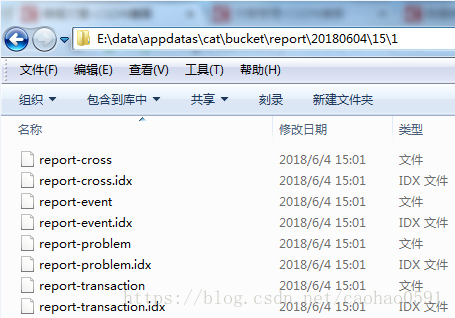 E:\data\appdatas\cat\bucket\report\20180604\15\1
文件(F) 编辑(E) 查看(V) 工具(T) 帮助(H)
组织 包含到库中 共享 刻录 新建文件夹
名称 修改日期 类型
report-cross 2018/6/4 15:01 文件
report-cross.idx 2018/6/4 15:01 IDX 文件
report-event 2018/6/4 15:01 文件
report-event.idx 2018/6/4 15:01 IDX 文件
report-problem 2018/6/4 15:01 文件
report-problem.idx 2018/6/4 15:01 IDX 文件
report-transaction 2018/6/4 15:01 文件
https://blog.csdn.net/caohao0591
report-transaction.idx 2018/6/4 15:01 IDX 文件